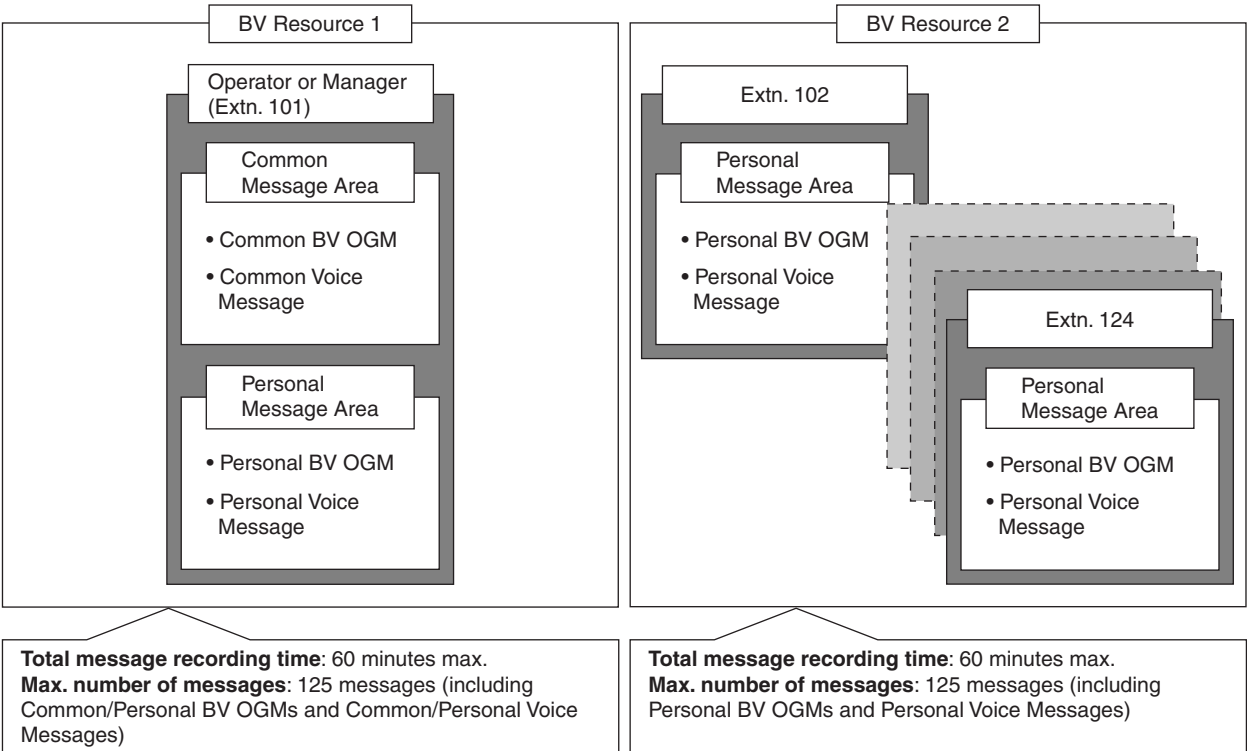 BV Resource 1
Operator or Manager
(Extn. 101)
Common
Message Area
• Common BV OGM
• Common Voice
Message
Personal
Message Area
• Personal BV OGM
• Personal Voice
Message
Total message recording time: 60 minutes max.
Max. number of messages: 125 messages (including
Common/Personal BV OGMs and Common/Personal Voice
Messages)
BV Resource 2
Extn. 102
Personal
Message Area
• Personal BV OGM
• Personal Voice
Message
Extn. 124
Personal
Message Area
• Personal BV OGM
• Personal Voice
Message
Total message recording time: 60 minutes max.
Max. number of messages: 125 messages (including
Personal BV OGMs and Personal Voice Messages)